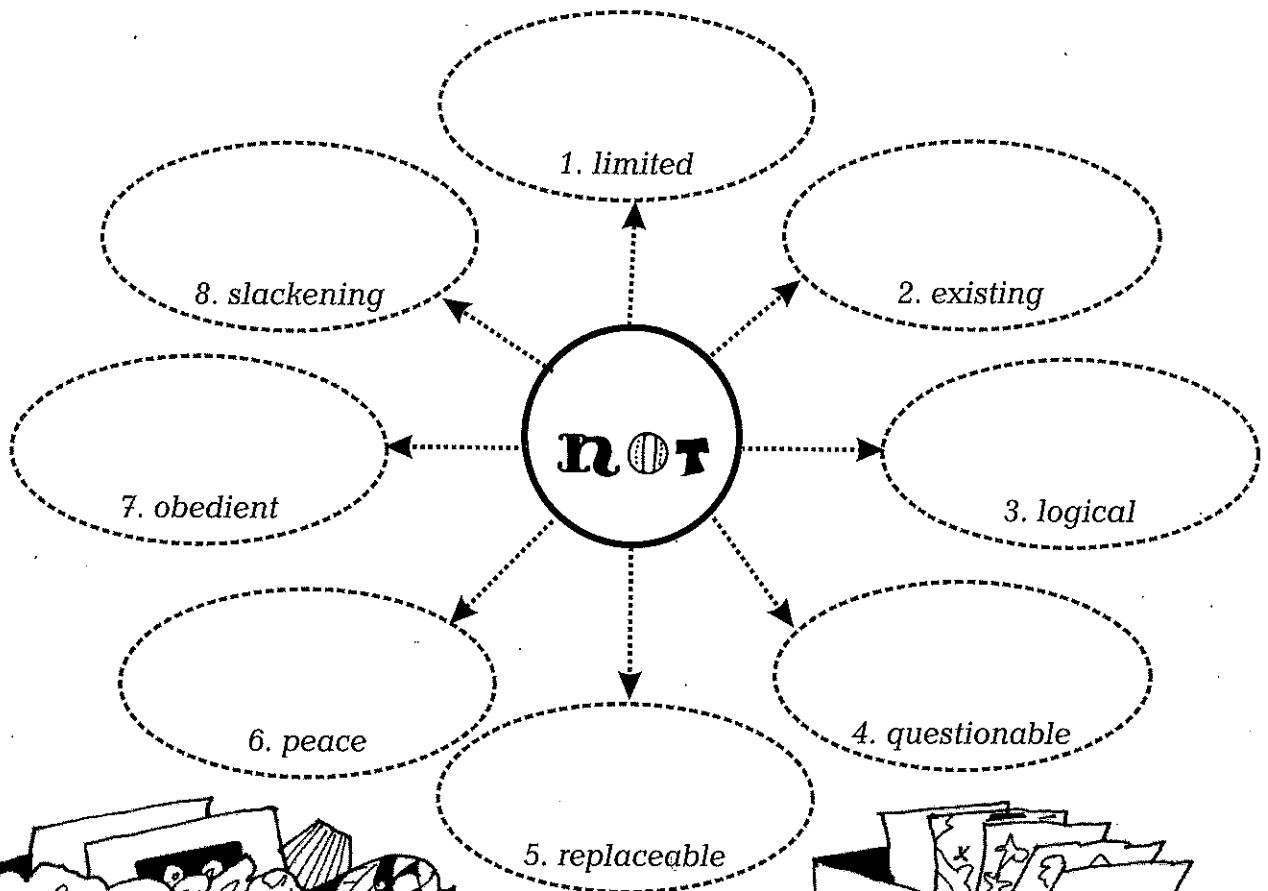 1. limited
8. slackening
2. existing
not
7. obedient
3. logical
6. peace
4. questionable
5. replaceable